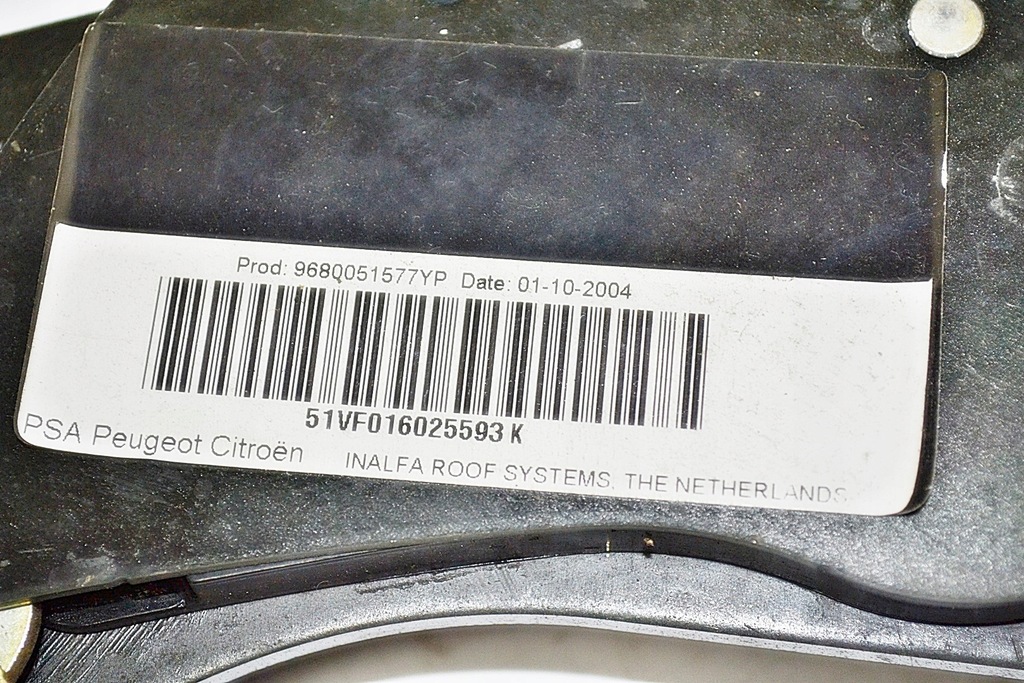 Prod: 9680051577YP Date: 01-10-2004
51VF016025593 K
PSA Peugeot Citroën
INALFA ROOF SYSTEMS, THE NETHERLANDS